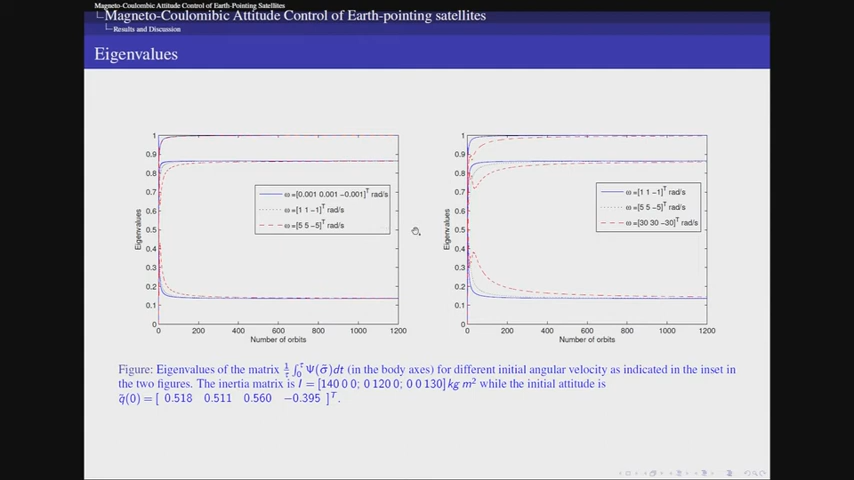 Magneto-Coulombic Attitude Control of Earth-Pointing Satellites
Magneto-Coulombic Attitude Control of Earth-pointing satellites
Results and Discussion
Eigenvalues
1
0.9
0.8
0.7
0.6
0.5
0.4
0.3
0.2
0.1
0
Eigenvalues
ω =[0.001 0.001 −0.001]^T rad/s
ω =[1 1 −1]^T rad/s
ω =[5 5 −5]^T rad/s
0 200 400 600 800 1000 1200
Number of orbits
1
0.9
0.8
0.7
0.6
0.5
0.4
0.3
0.2
0.1
0
Eigenvalues
ω =[1 1 −1]^T rad/s
ω =[5 5 −5]^T rad/s
ω =[30 30 −30]^T rad/s
0 200 400 600 800 1000 1200
Number of orbits
Figure: Eigenvalues of the matrix 1/τ ∫₀^τ Ψ(σ̄)dt (in the body axes) for different initial angular velocity as indicated in the inset in
the two figures. The inertia matrix is I = [140 0 0; 0 120 0; 0 0 130] kg m² while the initial attitude is
q̄(0) = [ 0.518 0.511 0.560 −0.395 ]^T.